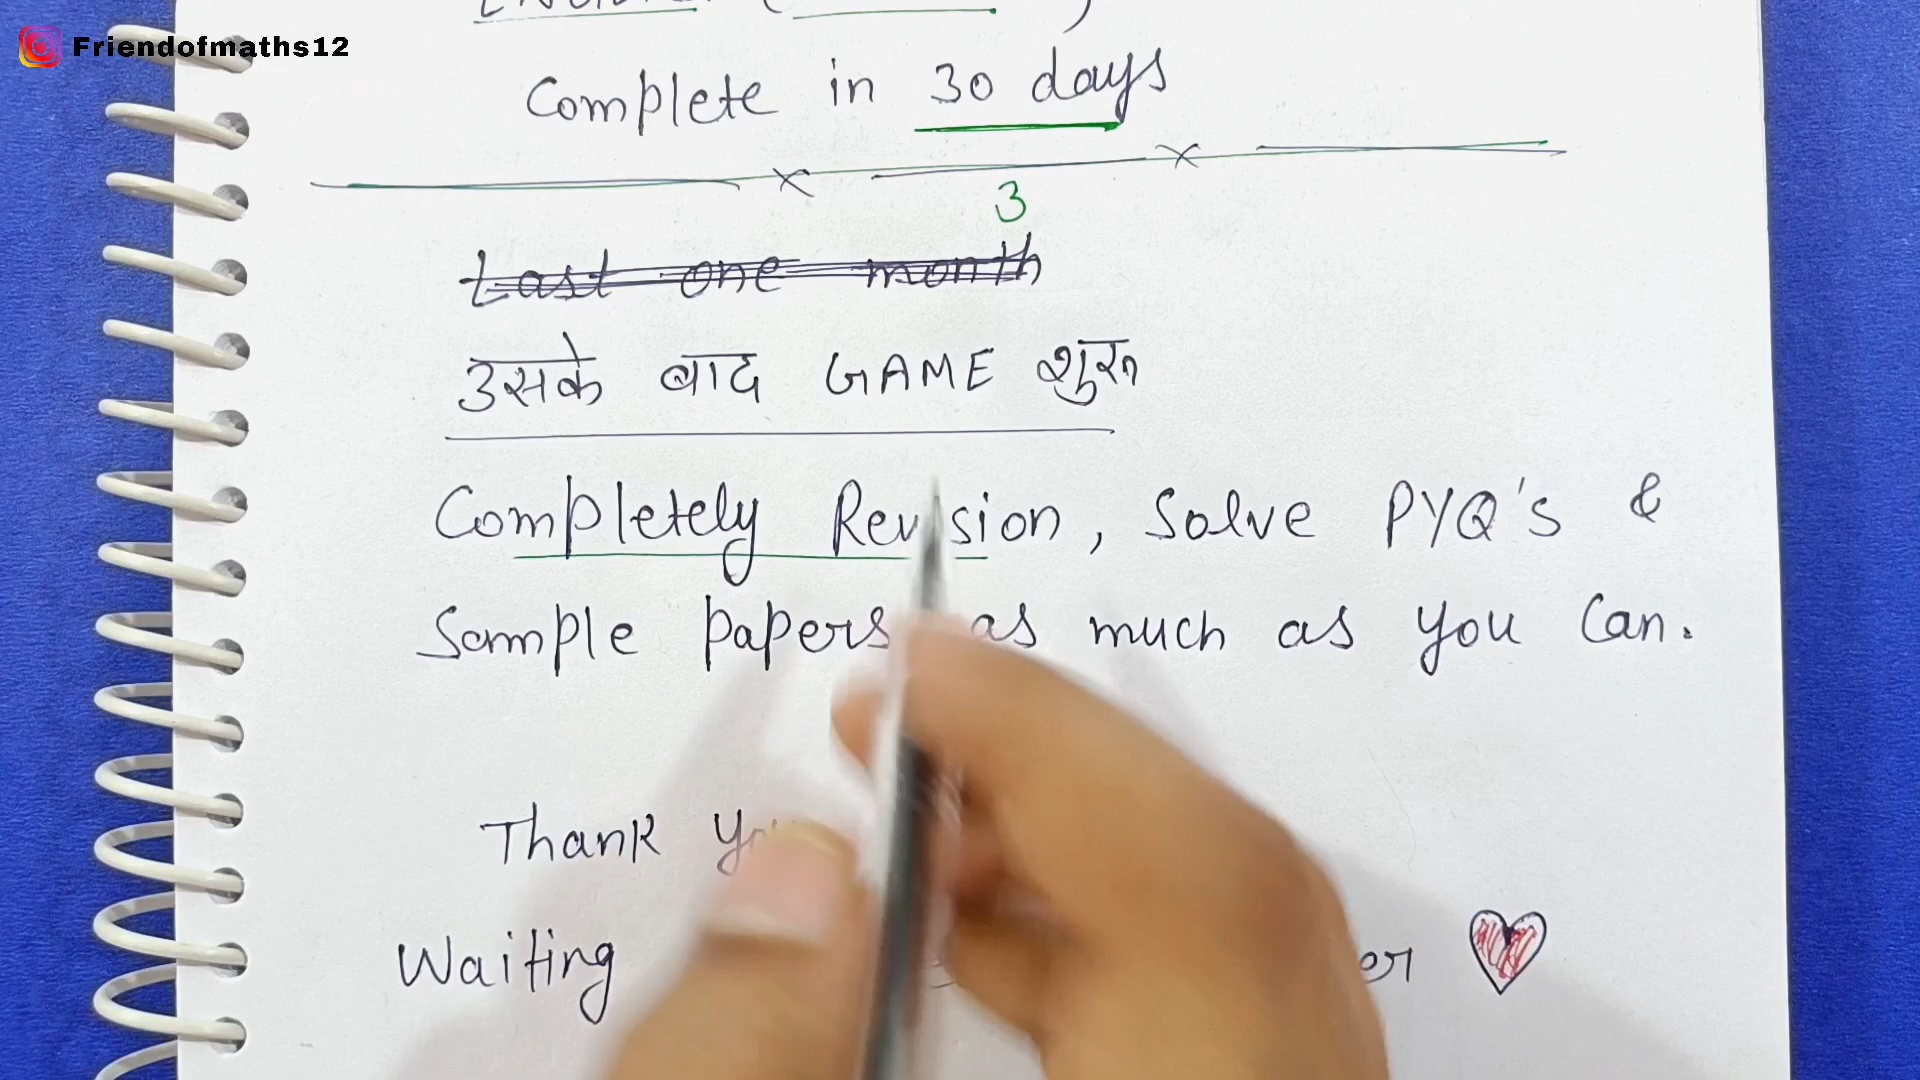 Friendofmaths12
Complete in 30 days
3
Last one month
उसके बाद GAME शुरू
Completely Revision, Solve PYQ's &
Sample papers as much as you can.
Thank
Waiting